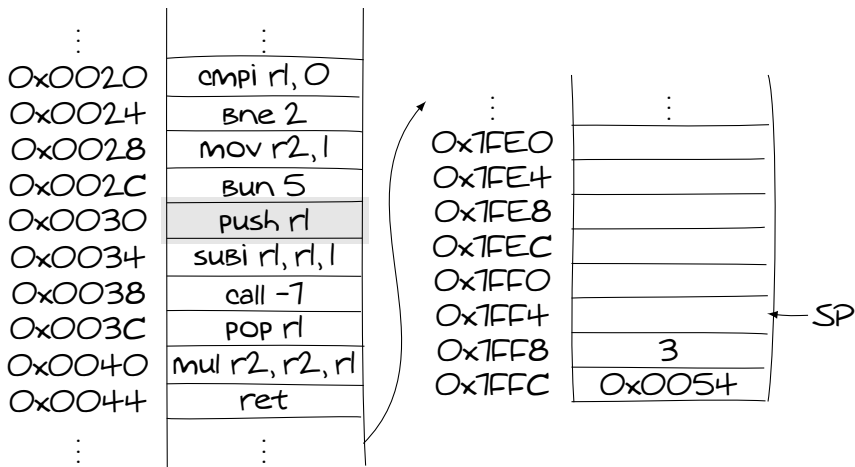 0x0020 cmpi r1, 0
0x0024 bne 2
0x0028 mov r2, 1
0x002C bun 5
0x0030 push r1
0x0034 subi r1, r1, 1
0x0038 call -7
0x003C pop r1
0x0040 mul r2, r2, r1
0x0044 ret
0x7FE0
0x7FE4
0x7FE8
0x7FEC
0x7FF0
0x7FF4 SP
0x7FF8 3
0x7FFC 0x0054